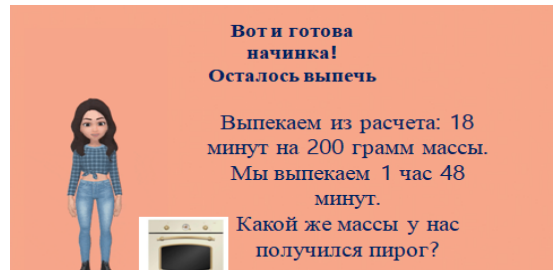 Вот и готова
начинка!
Осталось выпечь
Выпекаем из расчета: 18
минут на 200 грамм массы.
Мы выпекаем 1 час 48
минут.
Какой же массы у нас
получился пирог?